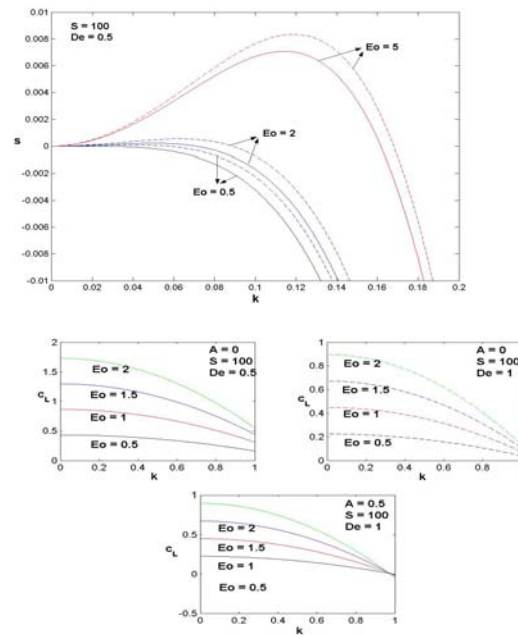 0.01
0.008
0.006
0.004
0.002
0
-0.002
-0.004
-0.006
-0.008
-0.01
s
S = 100
De = 0.5
Eo = 5
Eo = 2
Eo = 0.5
0 0.02 0.04 0.06 0.08 0.1 0.12 0.14 0.16 0.18 0.2
k
2
1.5
1
0.5
0
cL
A = 0
S = 100
De = 0.5
Eo = 2
Eo = 1.5
Eo = 1
Eo = 0.5
0 0.2 0.4 0.6 0.8 1
k
1
0.8
0.6
0.4
0.2
0
cL
A = 0
S = 100
De = 1
Eo = 2
Eo = 1.5
Eo = 1
Eo = 0.5
0 0.2 0.4 0.6 0.8
k
1
0.5
0
-0.5
cL
A = 0.5
S = 100
De = 1
Eo = 2
Eo = 1.5
Eo = 1
Eo = 0.5
0 0.2 0.4 0.6 0.8 1
k